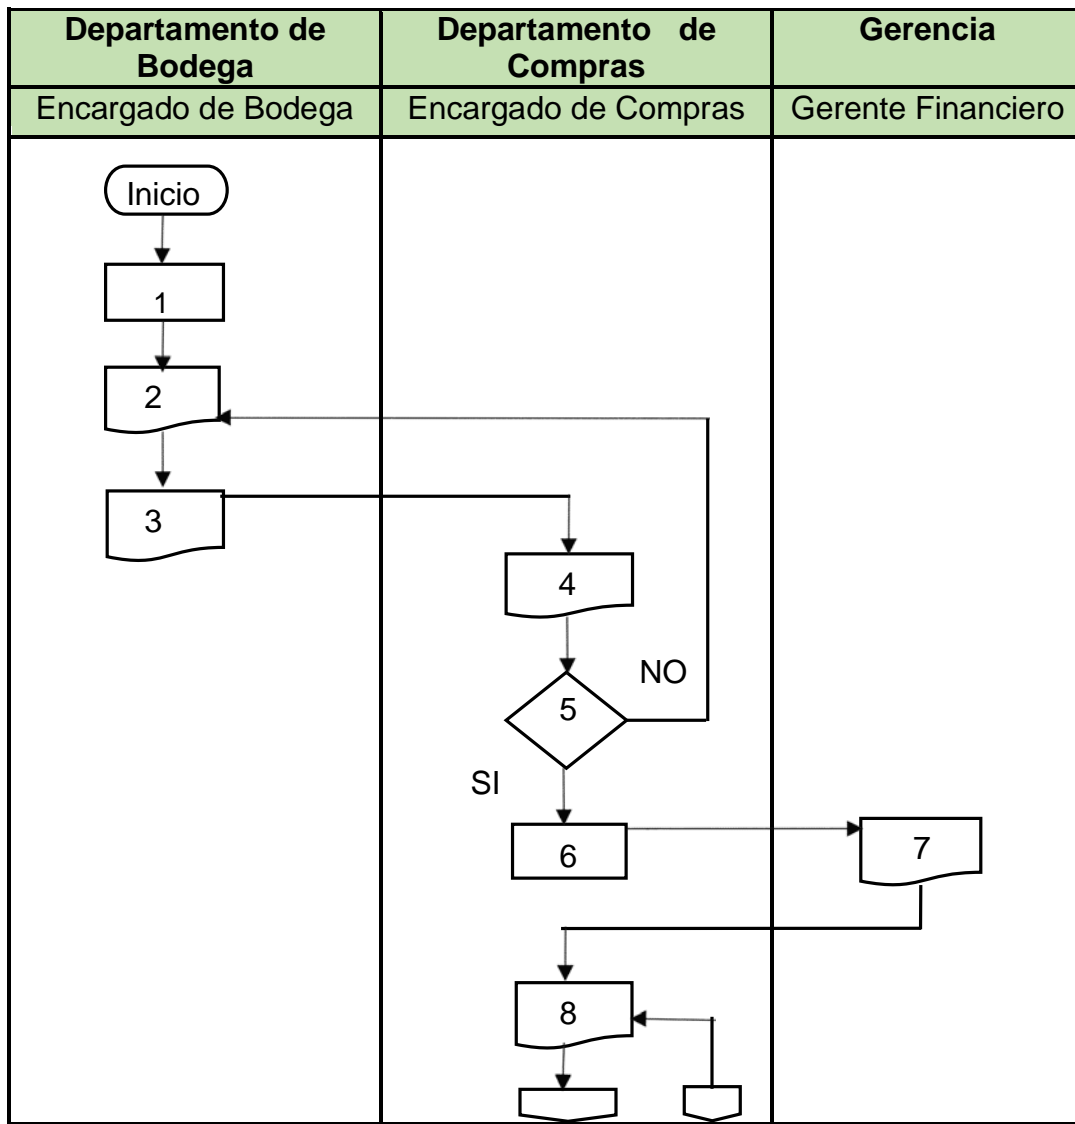 Departamento de
Bodega
Departamento de
Compras
Gerencia
Encargado de Bodega
Encargado de Compras
Gerente Financiero
Inicio
1
2
3
4
NO
5
SI
6
7
8